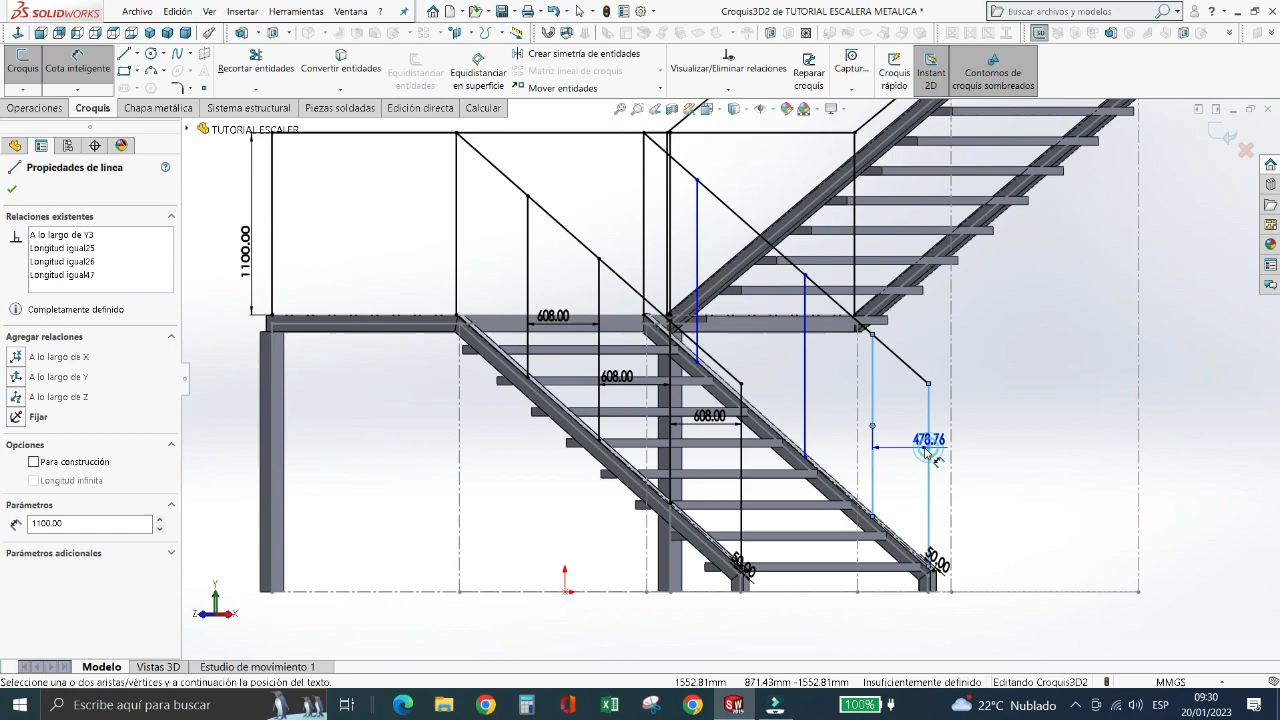 SOLIDWORKS
Archivo Edición Ver Insertar Herramientas Ventana Croquis3D2 de TUTORIAL ESCALERA METALICA * Buscar archivos y modelos
Croquis Cota inteligente Recortar entidades Convertir entidades Equidistanciar entidades Equidistanciar en superficie Crear simetría de entidades Matriz lineal de croquis Mover entidades Visualizar/Eliminar relaciones Reparar croquis Captur... Croquis rápido Instant 2D Contornos de croquis sombreados
Operaciones Croquis Chapa metálica Sistema estructural Piezas soldadas Edición directa Calcular
TUTORIAL ESCALER
Propiedades de línea
Relaciones existentes
A lo largo de Y3
Longitud igual25
Longitud igual26
Longitud igual47
Completamente definido
Agregar relaciones
A lo largo de X
A lo largo de Y
A lo largo de Z
Fijar
Opciones
Para construcción
Longitud infinita
Parámetros
1100.00
Parámetros adicionales
1100.00
608.00
608.00
608.00
478.76
50.00
50.00
Y
Z X
Modelo Vistas 3D Estudio de movimiento 1
Seleccione una o dos aristas/vértices y a continuación la posición del texto. 1552.81mm 871.43mm -1552.81mm Insuficientemente definido Editando Croquis3D2 MMGS
Escribe aquí para buscar 100% 22°C Nublado ESP 09:30
20/01/2023